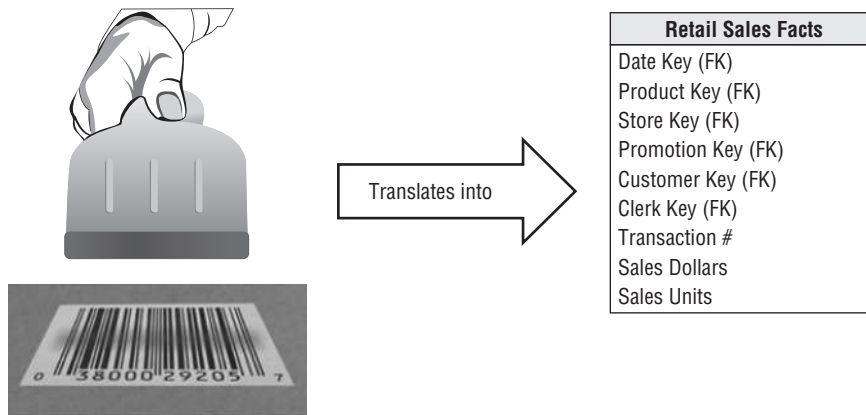 Translates into
Retail Sales Facts
Date Key (FK)
Product Key (FK)
Store Key (FK)
Promotion Key (FK)
Customer Key (FK)
Clerk Key (FK)
Transaction #
Sales Dollars
Sales Units
0 38000 29205 7